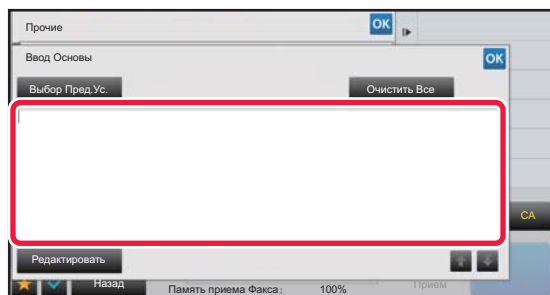 Прочие
OK
Ввод Основы
OK
Выбор Пред.Ус.
Очистить Все
CA
Редактировать
Назад
Память приема Факса:
100%
Прием